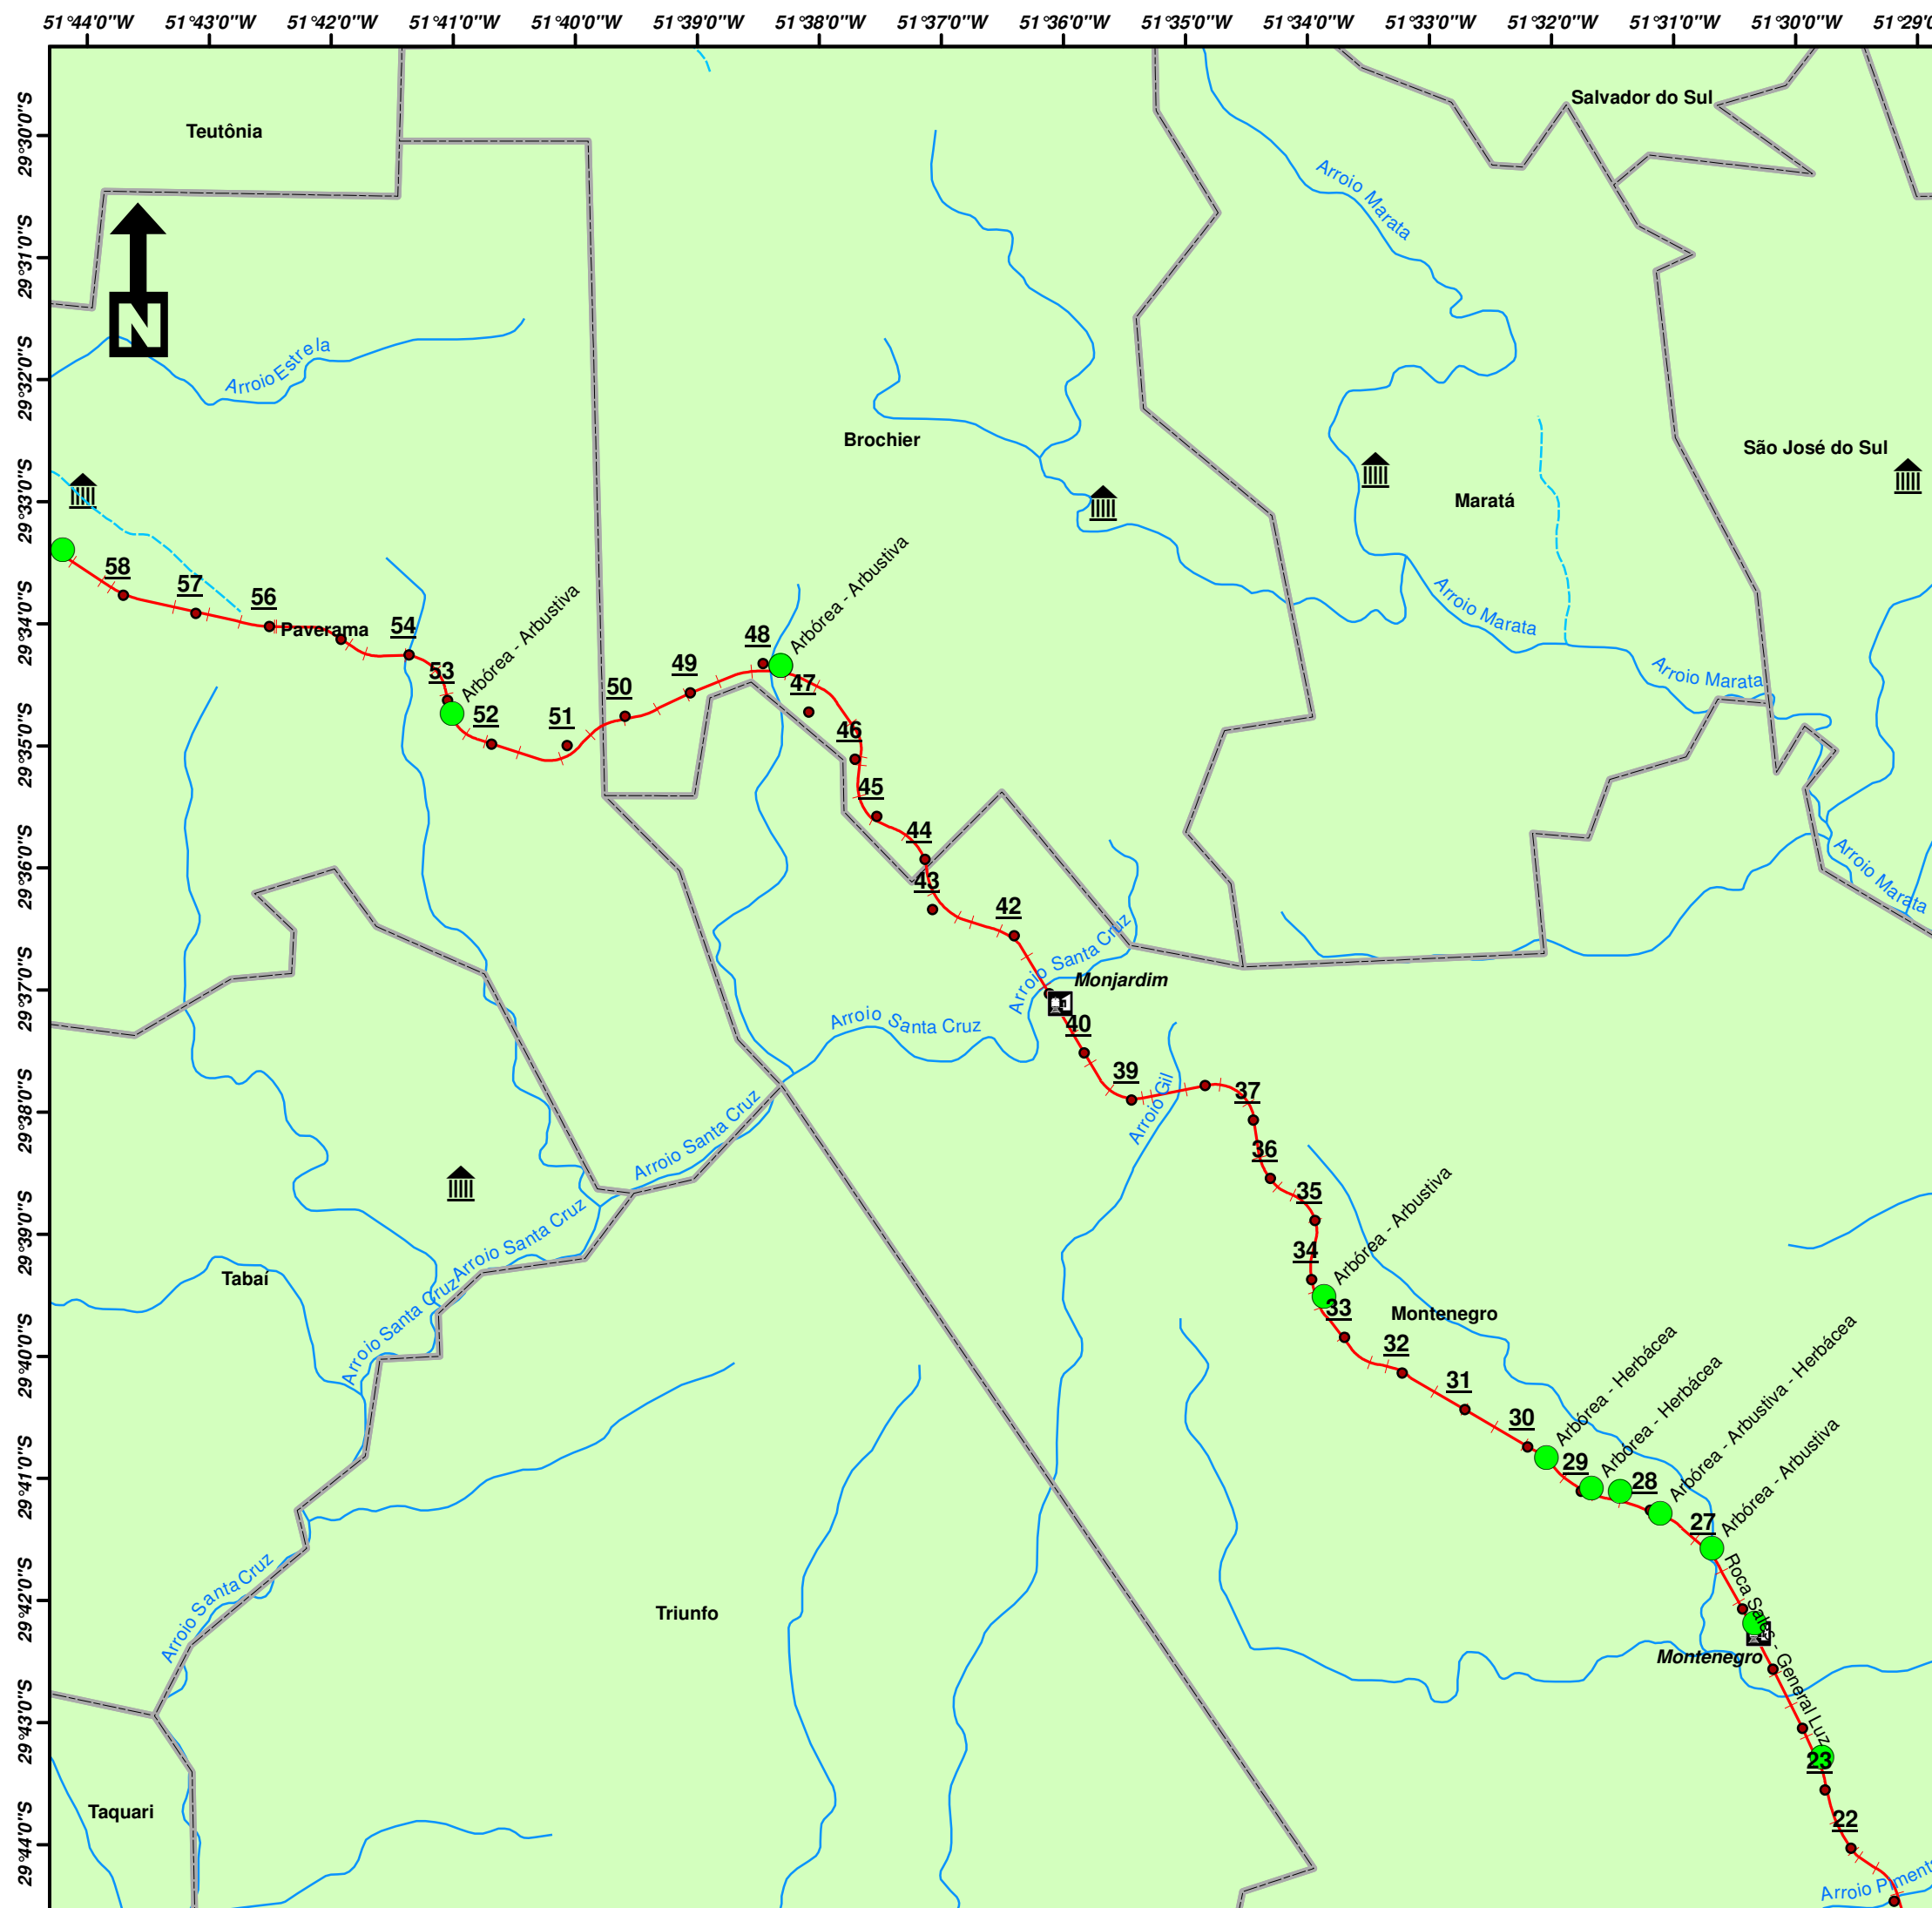 51°44'0"W 51°43'0"W 51°42'0"W 51°41'0"W 51°40'0"W 51°39'0"W 51°38'0"W 51°37'0"W 51°36'0"W 51°35'0"W 51°34'0"W 51°33'0"W 51°32'0"W 51°31'0"W 51°30'0"W 51°29'0
29°30'0"S
29°31'0"S
29°32'0"S
29°33'0"S
29°34'0"S
29°35'0"S
29°36'0"S
29°37'0"S
29°38'0"S
29°39'0"S
29°40'0"S
29°41'0"S
29°42'0"S
29°43'0"S
29°44'0"S
Salvador do Sul
Teutônia
Arroio Marata
N
Arroio Estrela
Brochier
São José do Sul
Maratá
58
57
56
Paverama
54
53
Arbórea - Arbustiva
52
51
50
49
48
Arbórea - Arbustiva
47
46
45
44
43
42
Arroio Marata
Arroio Marata
Arroio Marata
Arroio Santa Cruz
Monjardim
Arroio Santa Cruz
40
39
Arroio Gil
37
36
35
34
Arbórea - Arbustiva
33
Montenegro
32
31
30
Arbórea - Herbácea
29
Arbórea - Herbácea
28
Arbórea - Arbustiva - Herbácea
27
Arbórea - Arbustiva
Roca Sales - General Luz
Montenegro
23
22
Arroio Santa Cruz
Arroio Santa Cruz
Arroio Santa Cruz
Tabaí
Arroio Santa Cruz
Triunfo
Taquari
Arroio Piment